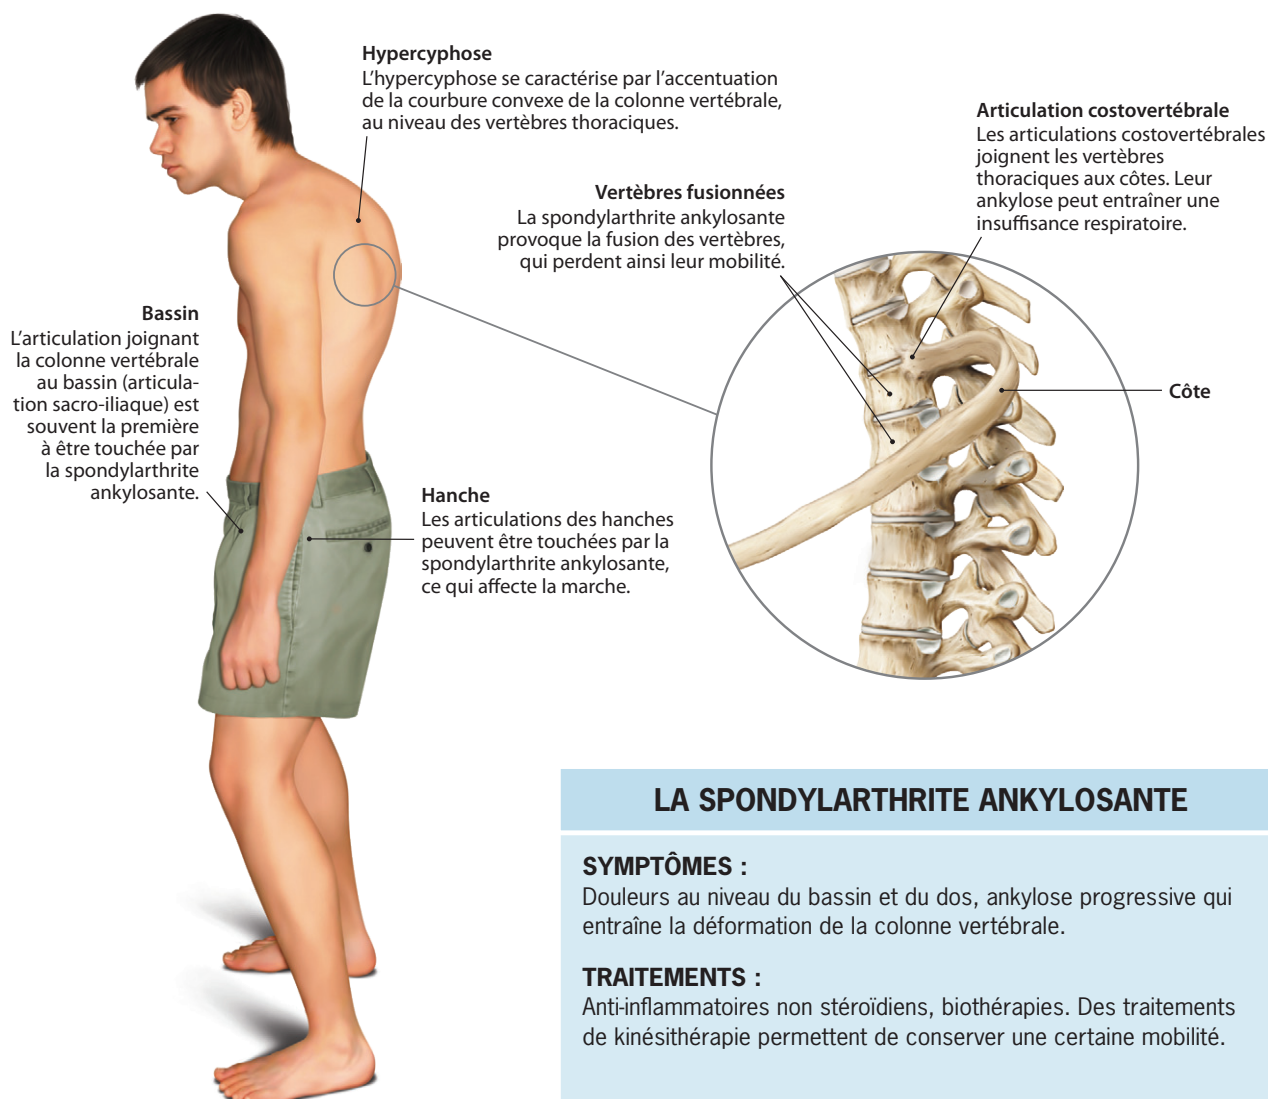 Hypercyphose
L’hypercyphose se caractérise par l’accentuation
de la courbure convexe de la colonne vertébrale,
au niveau des vertèbres thoraciques.
Articulation costovertébrale
Les articulations costovertébrales
joignent les vertèbres
thoraciques aux côtes. Leur
ankylose peut entraîner une
insuffisance respiratoire.
Vertèbres fusionnées
La spondylarthrite ankylosante
provoque la fusion des vertèbres,
qui perdent ainsi leur mobilité.
Bassin
L’articulation joignant
la colonne vertébrale
au bassin (articula-
tion sacro-iliaque) est
souvent la première
à être touchée par
la spondylarthrite
ankylosante.
Côte
Hanche
Les articulations des hanches
peuvent être touchées par la
spondylarthrite ankylosante,
ce qui affecte la marche.
LA SPONDYLARTHRITE ANKYLOSANTE
SYMPTÔMES :
Douleurs au niveau du bassin et du dos, ankylose progressive qui
entraîne la déformation de la colonne vertébrale.
TRAITEMENTS :
Anti-inflammatoires non stéroïdiens, biothérapies. Des traitements
de kinésithérapie permettent de conserver une certaine mobilité.